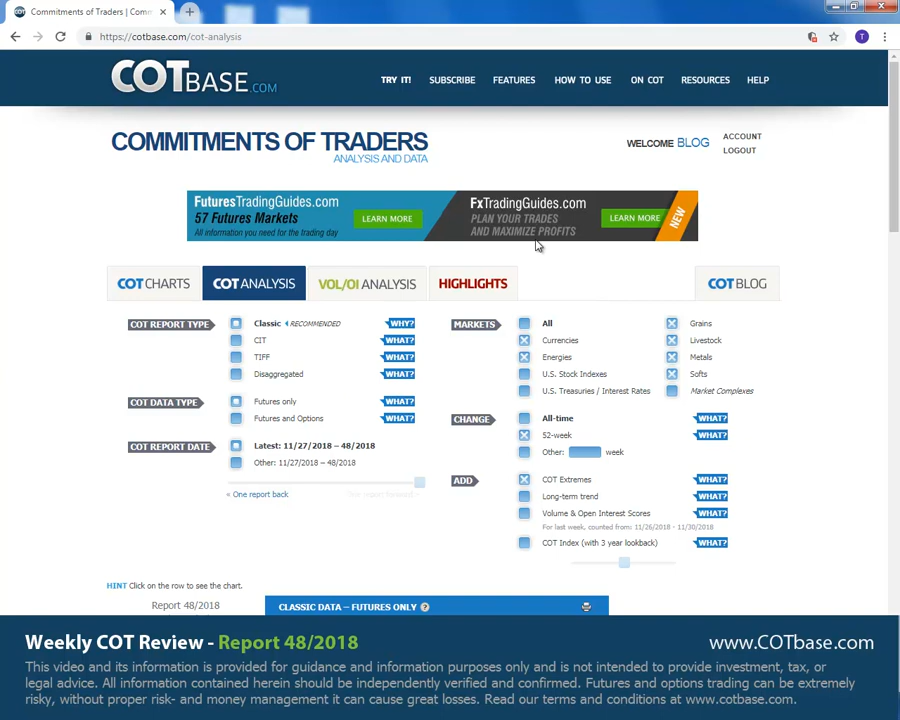 Commitments of Traders | Comm
https://cotbase.com/cot-analysis
T
COTBASE.COM
TRY IT! SUBSCRIBE FEATURES HOW TO USE ON COT RESOURCES HELP
COMMITMENTS OF TRADERS
ANALYSIS AND DATA
WELCOME BLOG
ACCOUNT
LOGOUT
FuturesTradingGuides.com
57 Futures Markets
All information you need for the trading day
LEARN MORE
FxTradingGuides.com
PLAN YOUR TRADES
AND MAXIMIZE PROFITS
LEARN MORE
NEW
COT CHARTS COT ANALYSIS VOL/OI ANALYSIS HIGHLIGHTS COT BLOG
COT REPORT TYPE Classic RECOMMENDED WHY?
CIT WHAT?
TIFF WHAT?
Disaggregated WHAT?
COT DATA TYPE Futures only WHAT?
Futures and Options WHAT?
COT REPORT DATE Latest: 11/27/2018 – 48/2018
Other: 11/27/2018 – 48/2018
« One report back
MARKETS All Grains
Currencies Livestock
Energies Metals
U.S. Stock Indexes Softs
U.S. Treasuries / Interest Rates Market Complexes
CHANGE All-time WHAT?
52-week WHAT?
Other: week
ADD COT Extremes WHAT?
Long-term trend WHAT?
Volume & Open Interest Scores WHAT?
For last week, counted from: 11/26/2018 - 11/30/2018
COT Index (with 3 year lookback) WHAT?
HINT Click on the row to see the chart.
Report 48/2018 CLASSIC DATA – FUTURES ONLY ?
Weekly COT Review - Report 48/2018 www.COTbase.com
This video and its information is provided for guidance and information purposes only and is not intended to provide investment, tax, or
legal advice. All information contained herein should be independently verified and confirmed. Futures and options trading can be extremely
risky, without proper risk- and money management it can cause great losses. Read our terms and conditions at www.cotbase.com.